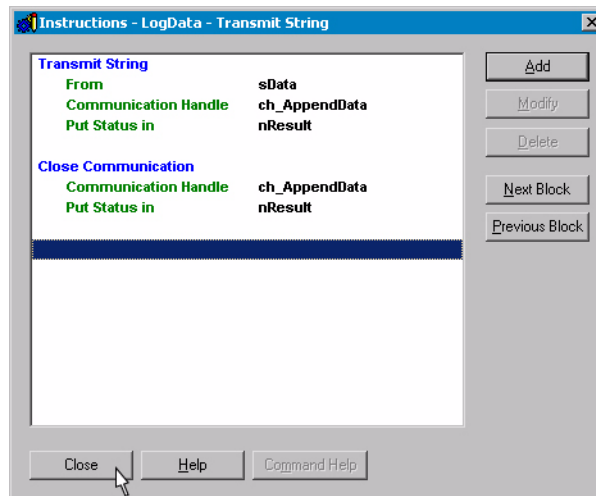 Instructions - LogData - Transmit String
Transmit String
From sData
Communication Handle ch_AppendData
Put Status in nResult
Close Communication
Communication Handle ch_AppendData
Put Status in nResult
Add
Modify
Delete
Next Block
Previous Block
Close
Help
Command Help